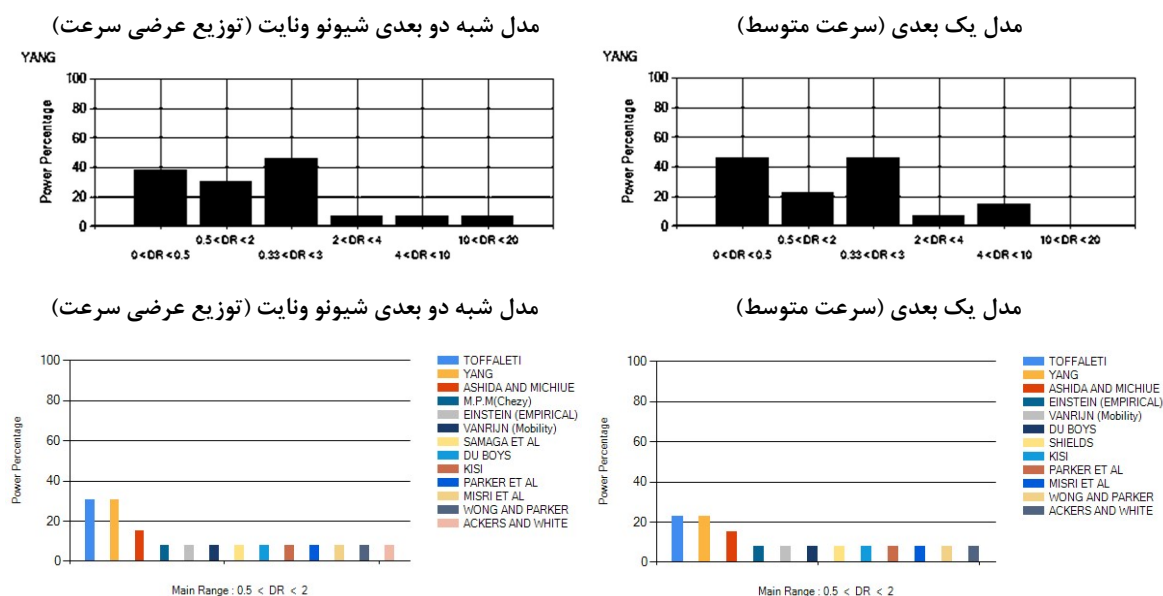 مدل شبه دو بعدی شیونو ونایت (توزیع عرضی سرعت)
مدل یک بعدی (سرعت متوسط)
YANG
Power Percentage
100
80
60
40
20
0
0<DR<0.5
0.5<DR<2
0.33<DR<3
2<DR<4
4<DR<10
10<DR<20
YANG
Power Percentage
100
80
60
40
20
0
0<DR<0.5
0.5<DR<2
0.33<DR<3
2<DR<4
4<DR<10
10<DR<20
مدل شبه دو بعدی شیونو ونایت (توزیع عرضی سرعت)
مدل یک بعدی (سرعت متوسط)
Power Percentage
100
80
60
40
20
0
Main Range : 0.5 < DR < 2
TOFFALETI
YANG
ASHIDA AND MICHIUE
M.P.M(Chezy)
EINSTEIN (EMPIRICAL)
VANRIJN (Mobility)
SAMAGA ET AL
DU BOYS
KISI
PARKER ET AL
MISRI ET AL
WONG AND PARKER
ACKERS AND WHITE
Power Percentage
100
80
60
40
20
0
Main Range : 0.5 < DR < 2
TOFFALETI
YANG
ASHIDA AND MICHIUE
EINSTEIN (EMPIRICAL)
VANRIJN (Mobility)
DU BOYS
SHIELDS
KISI
PARKER ET AL
MISRI ET AL
WONG AND PARKER
ACKERS AND WHITE